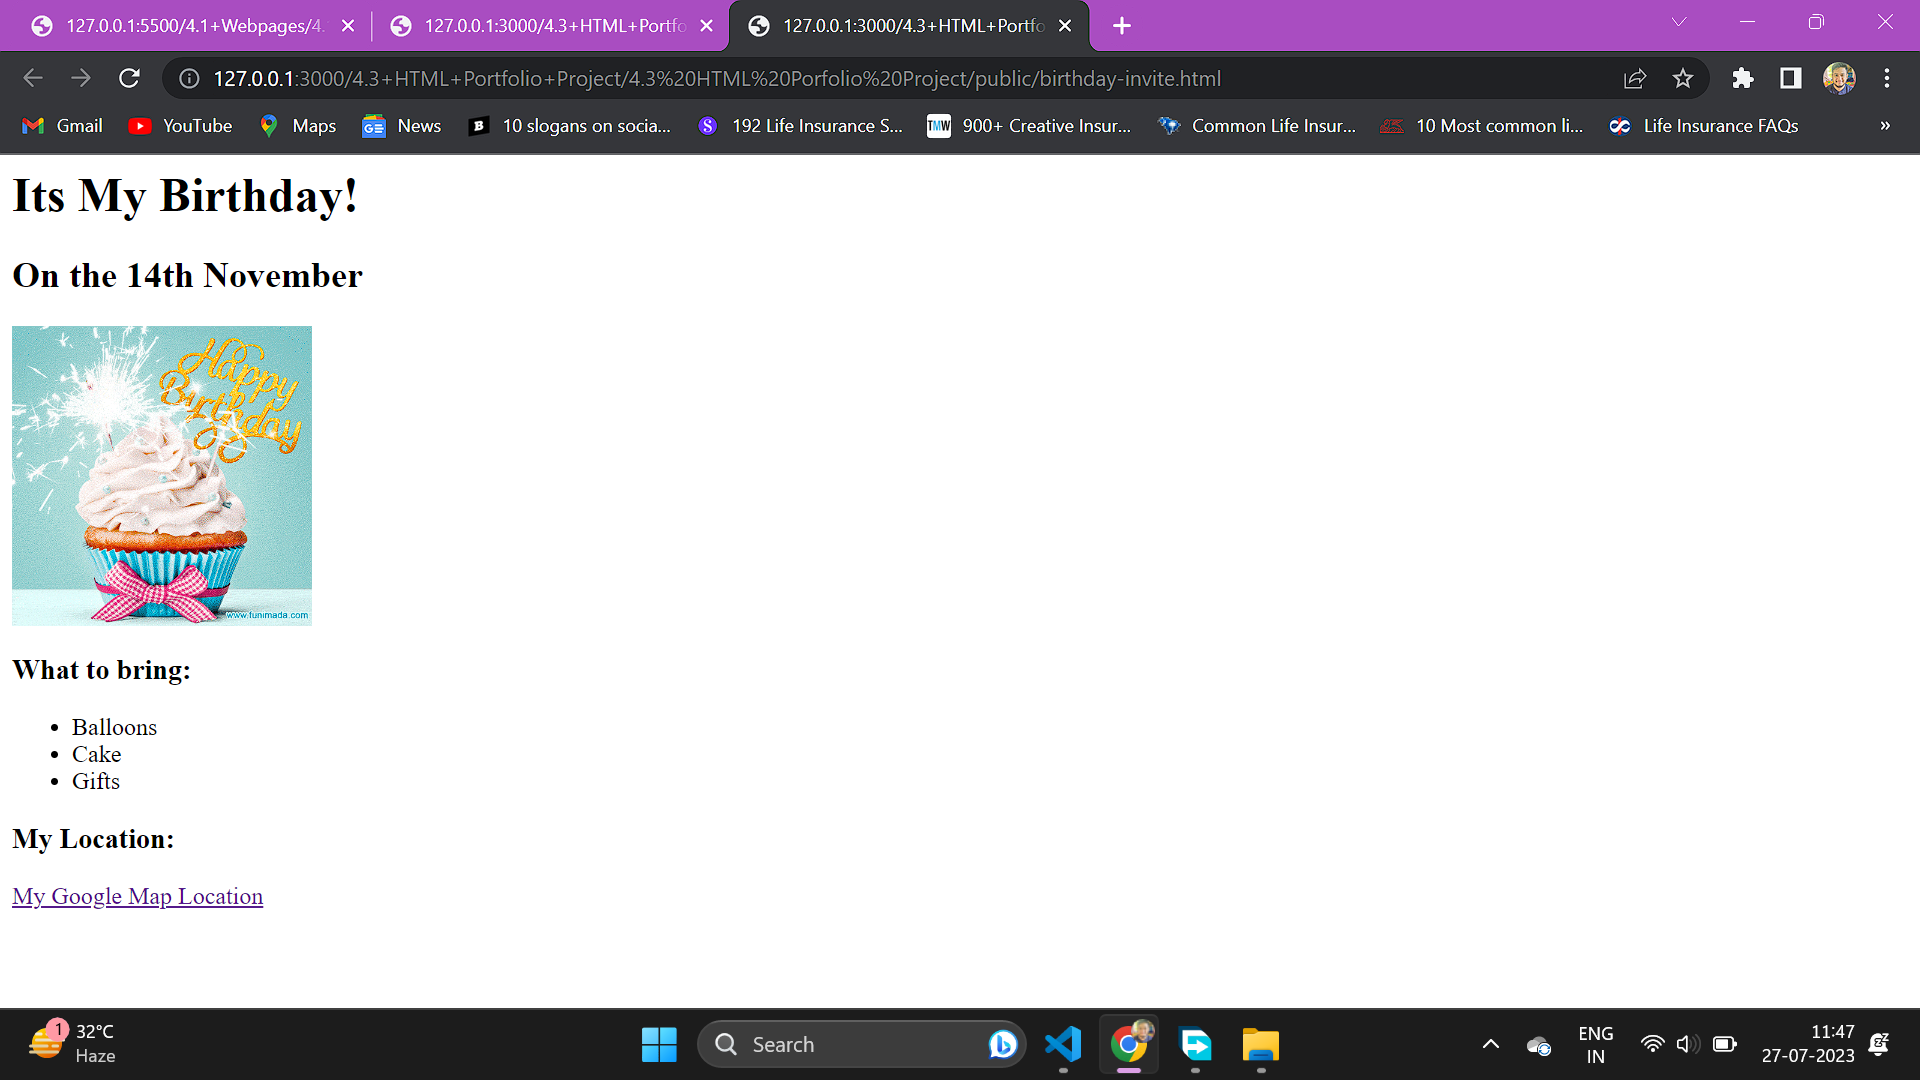 127.0.0.1:5500/4.1+Webpages/4.
127.0.0.1:3000/4.3+HTML+Portfo
127.0.0.1:3000/4.3+HTML+Portfo
127.0.0.1:3000/4.3+HTML+Portfolio+Project/4.3%20HTML%20Porfolio%20Project/public/birthday-invite.html
Gmail
YouTube
Maps
News
B
10 slogans on socia...
S
192 Life Insurance S...
TMW
900+ Creative Insur...
Common Life Insur...
10 Most common li...
Life Insurance FAQs
»
Its My Birthday!
On the 14th November
Happy
Birthday
www.funimada.com
What to bring:
• Balloons
• Cake
• Gifts
My Location:
My Google Map Location
1
32°C
Haze
Search
ENG
IN
11:47
27-07-2023